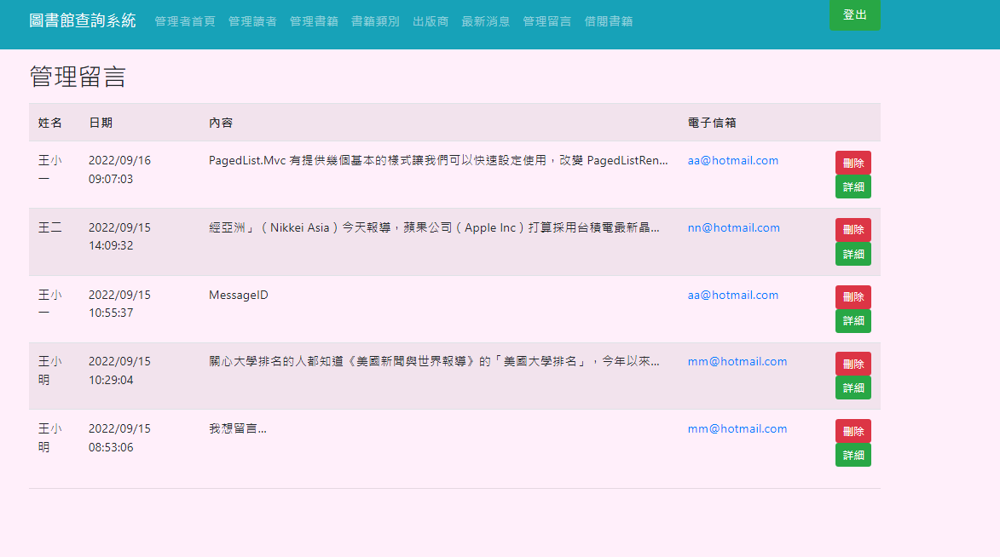 圖書館查詢系統 管理者首頁 管理讀者 管理書籍 書籍類別 出版商 最新消息 管理留言 借閱書籍 登出
管理留言
姓名 日期 內容 電子信箱
王小一 2022/09/16 09:07:03 PagedList.Mvc 有提供幾個基本的樣式讓我們可以快速設定使用，改變 PagedListRen... aa@hotmail.com 刪除 詳細
王二 2022/09/15 14:09:32 經亞洲」（Nikkei Asia）今天報導，蘋果公司（Apple Inc）打算採用台積電最新晶... nn@hotmail.com 刪除 詳細
王小一 2022/09/15 10:55:37 MessageID aa@hotmail.com 刪除 詳細
王小明 2022/09/15 10:29:04 關心大學排名的人都知道《美國新聞與世界報導》的「美國大學排名」，今年以來... mm@hotmail.com 刪除 詳細
王小明 2022/09/15 08:53:06 我想留言... mm@hotmail.com 刪除 詳細